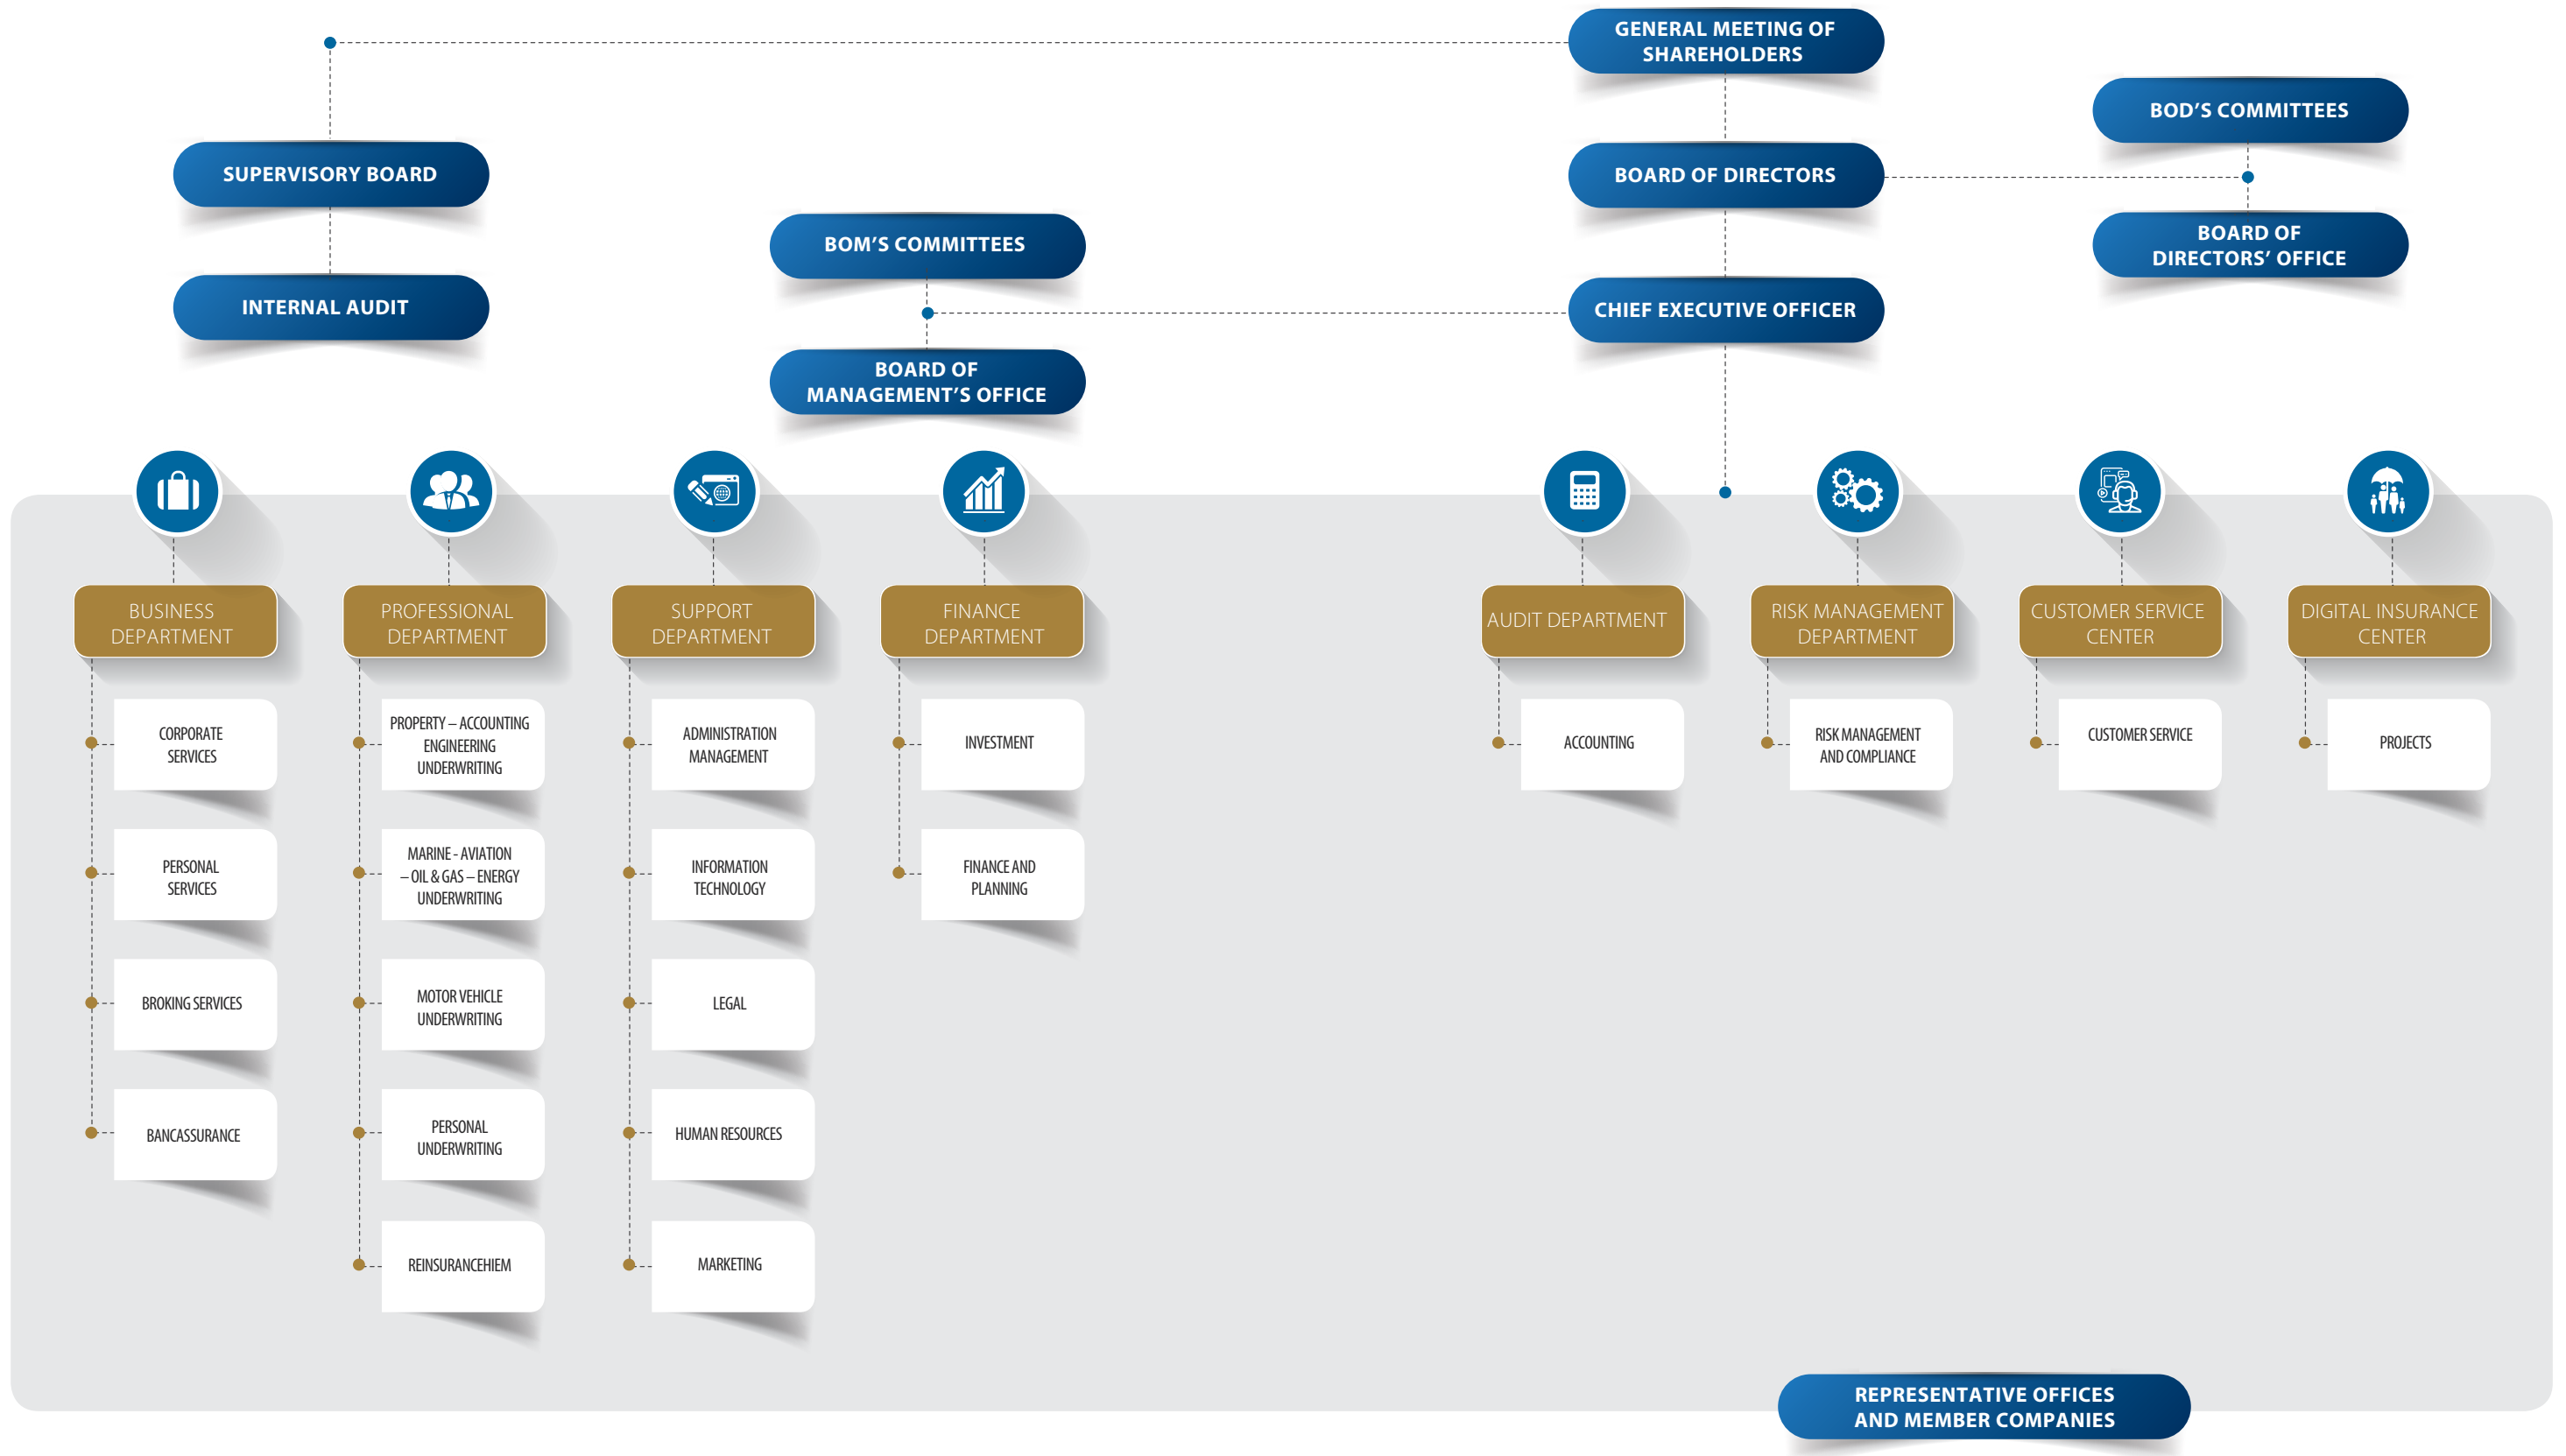 GENERAL MEETING OF
SHAREHOLDERS
BOD'S COMMITTEES
SUPERVISORY BOARD
BOARD OF DIRECTORS
BOM'S COMMITTEES
BOARD OF
DIRECTORS' OFFICE
INTERNAL AUDIT
CHIEF EXECUTIVE OFFICER
BOARD OF
MANAGEMENT'S OFFICE
BUSINESS
DEPARTMENT
CORPORATE
SERVICES
PERSONAL
SERVICES
BROKING SERVICES
BANCASSURANCE
PROFESSIONAL
DEPARTMENT
PROPERTY – ACCOUNTING
ENGINEERING
UNDERWRITING
MARINE - AVIATION
– OIL & GAS – ENERGY
UNDERWRITING
MOTOR VEHICLE
UNDERWRITING
PERSONAL
UNDERWRITING
REINSURANCEHIEM
SUPPORT
DEPARTMENT
ADMINISTRATION
MANAGEMENT
INFORMATION
TECHNOLOGY
LEGAL
HUMAN RESOURCES
MARKETING
FINANCE
DEPARTMENT
INVESTMENT
FINANCE AND
PLANNING
AUDIT DEPARTMENT
ACCOUNTING
RISK MANAGEMENT
DEPARTMENT
RISK MANAGEMENT
AND COMPLIANCE
CUSTOMER SERVICE
CENTER
CUSTOMER SERVICE
DIGITAL INSURANCE
CENTER
PROJECTS
REPRESENTATIVE OFFICES
AND MEMBER COMPANIES